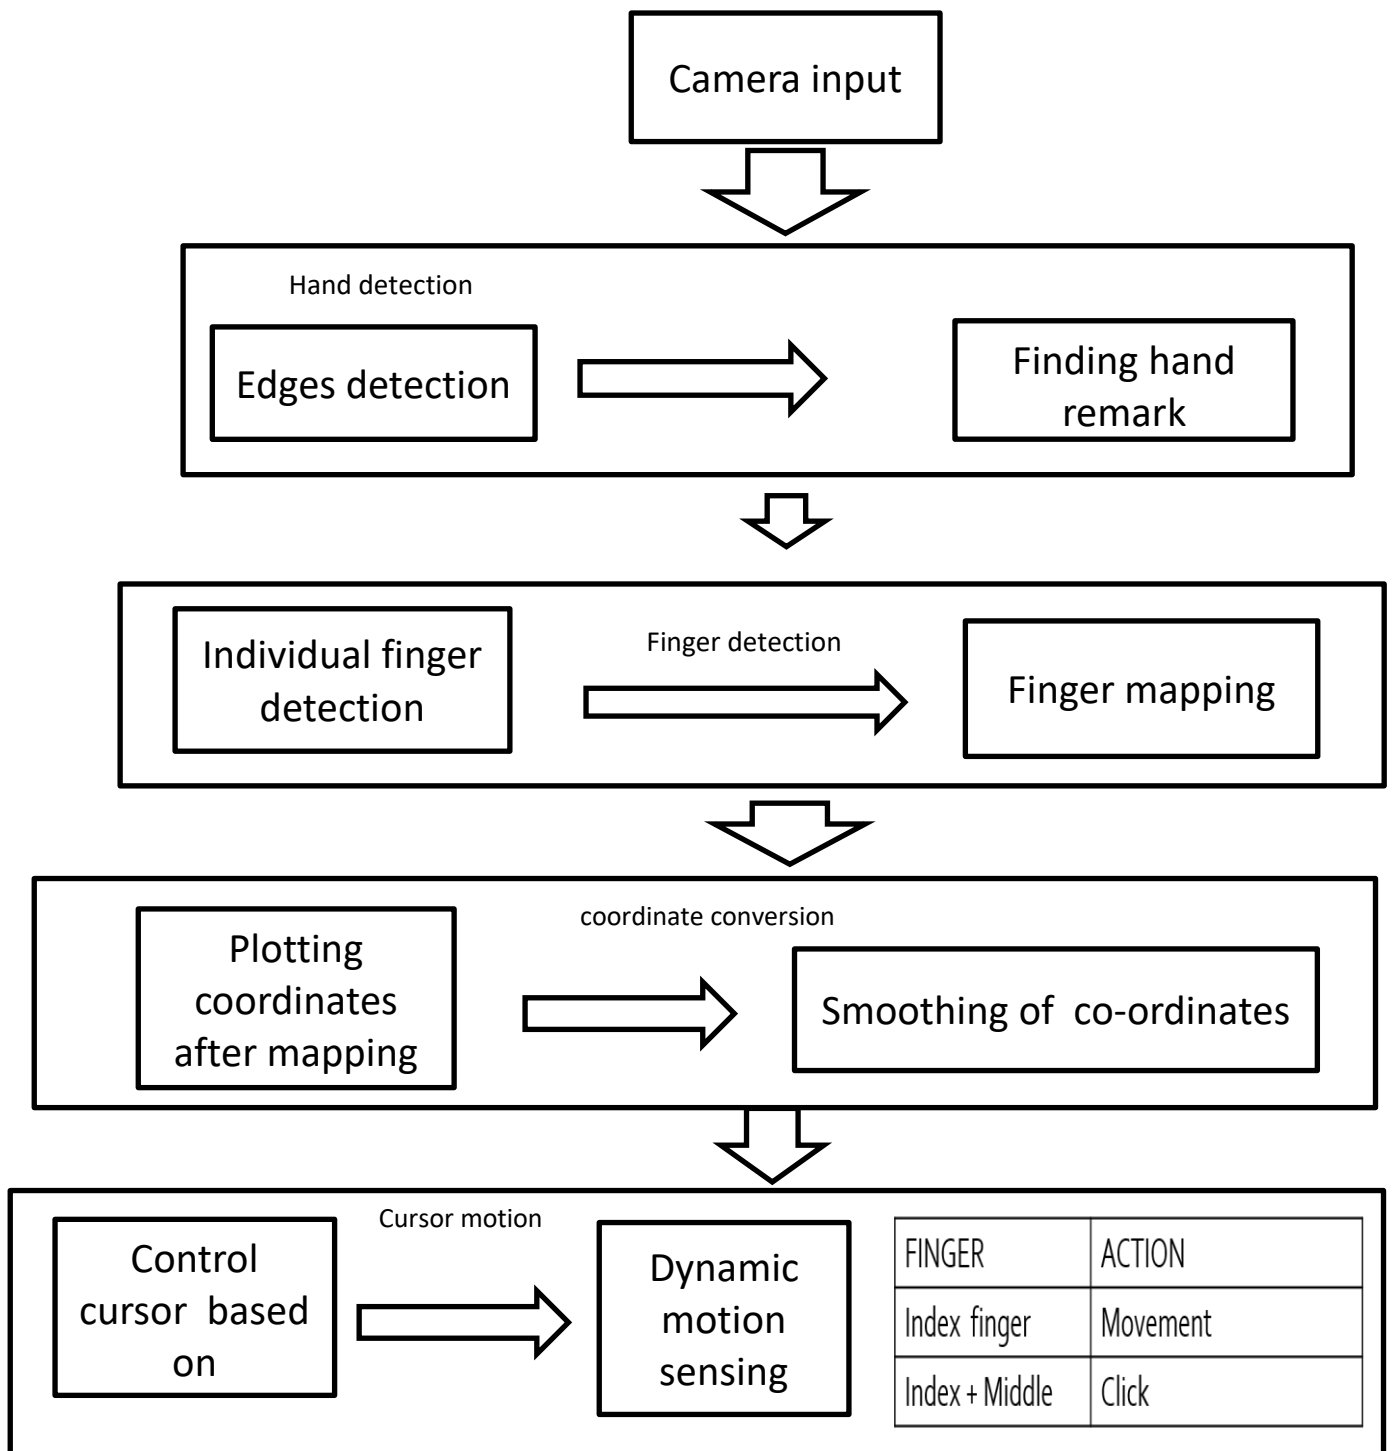 Camera input
Hand detection
Edges detection
Finding hand
remark
Individual finger
detection
Finger detection
Finger mapping
Plotting
coordinates
after mapping
coordinate conversion
Smoothing of  co-ordinates
Control
cursor  based
on
Cursor motion
Dynamic
motion
sensing
FINGER ACTION
Index finger Movement
Index + Middle Click